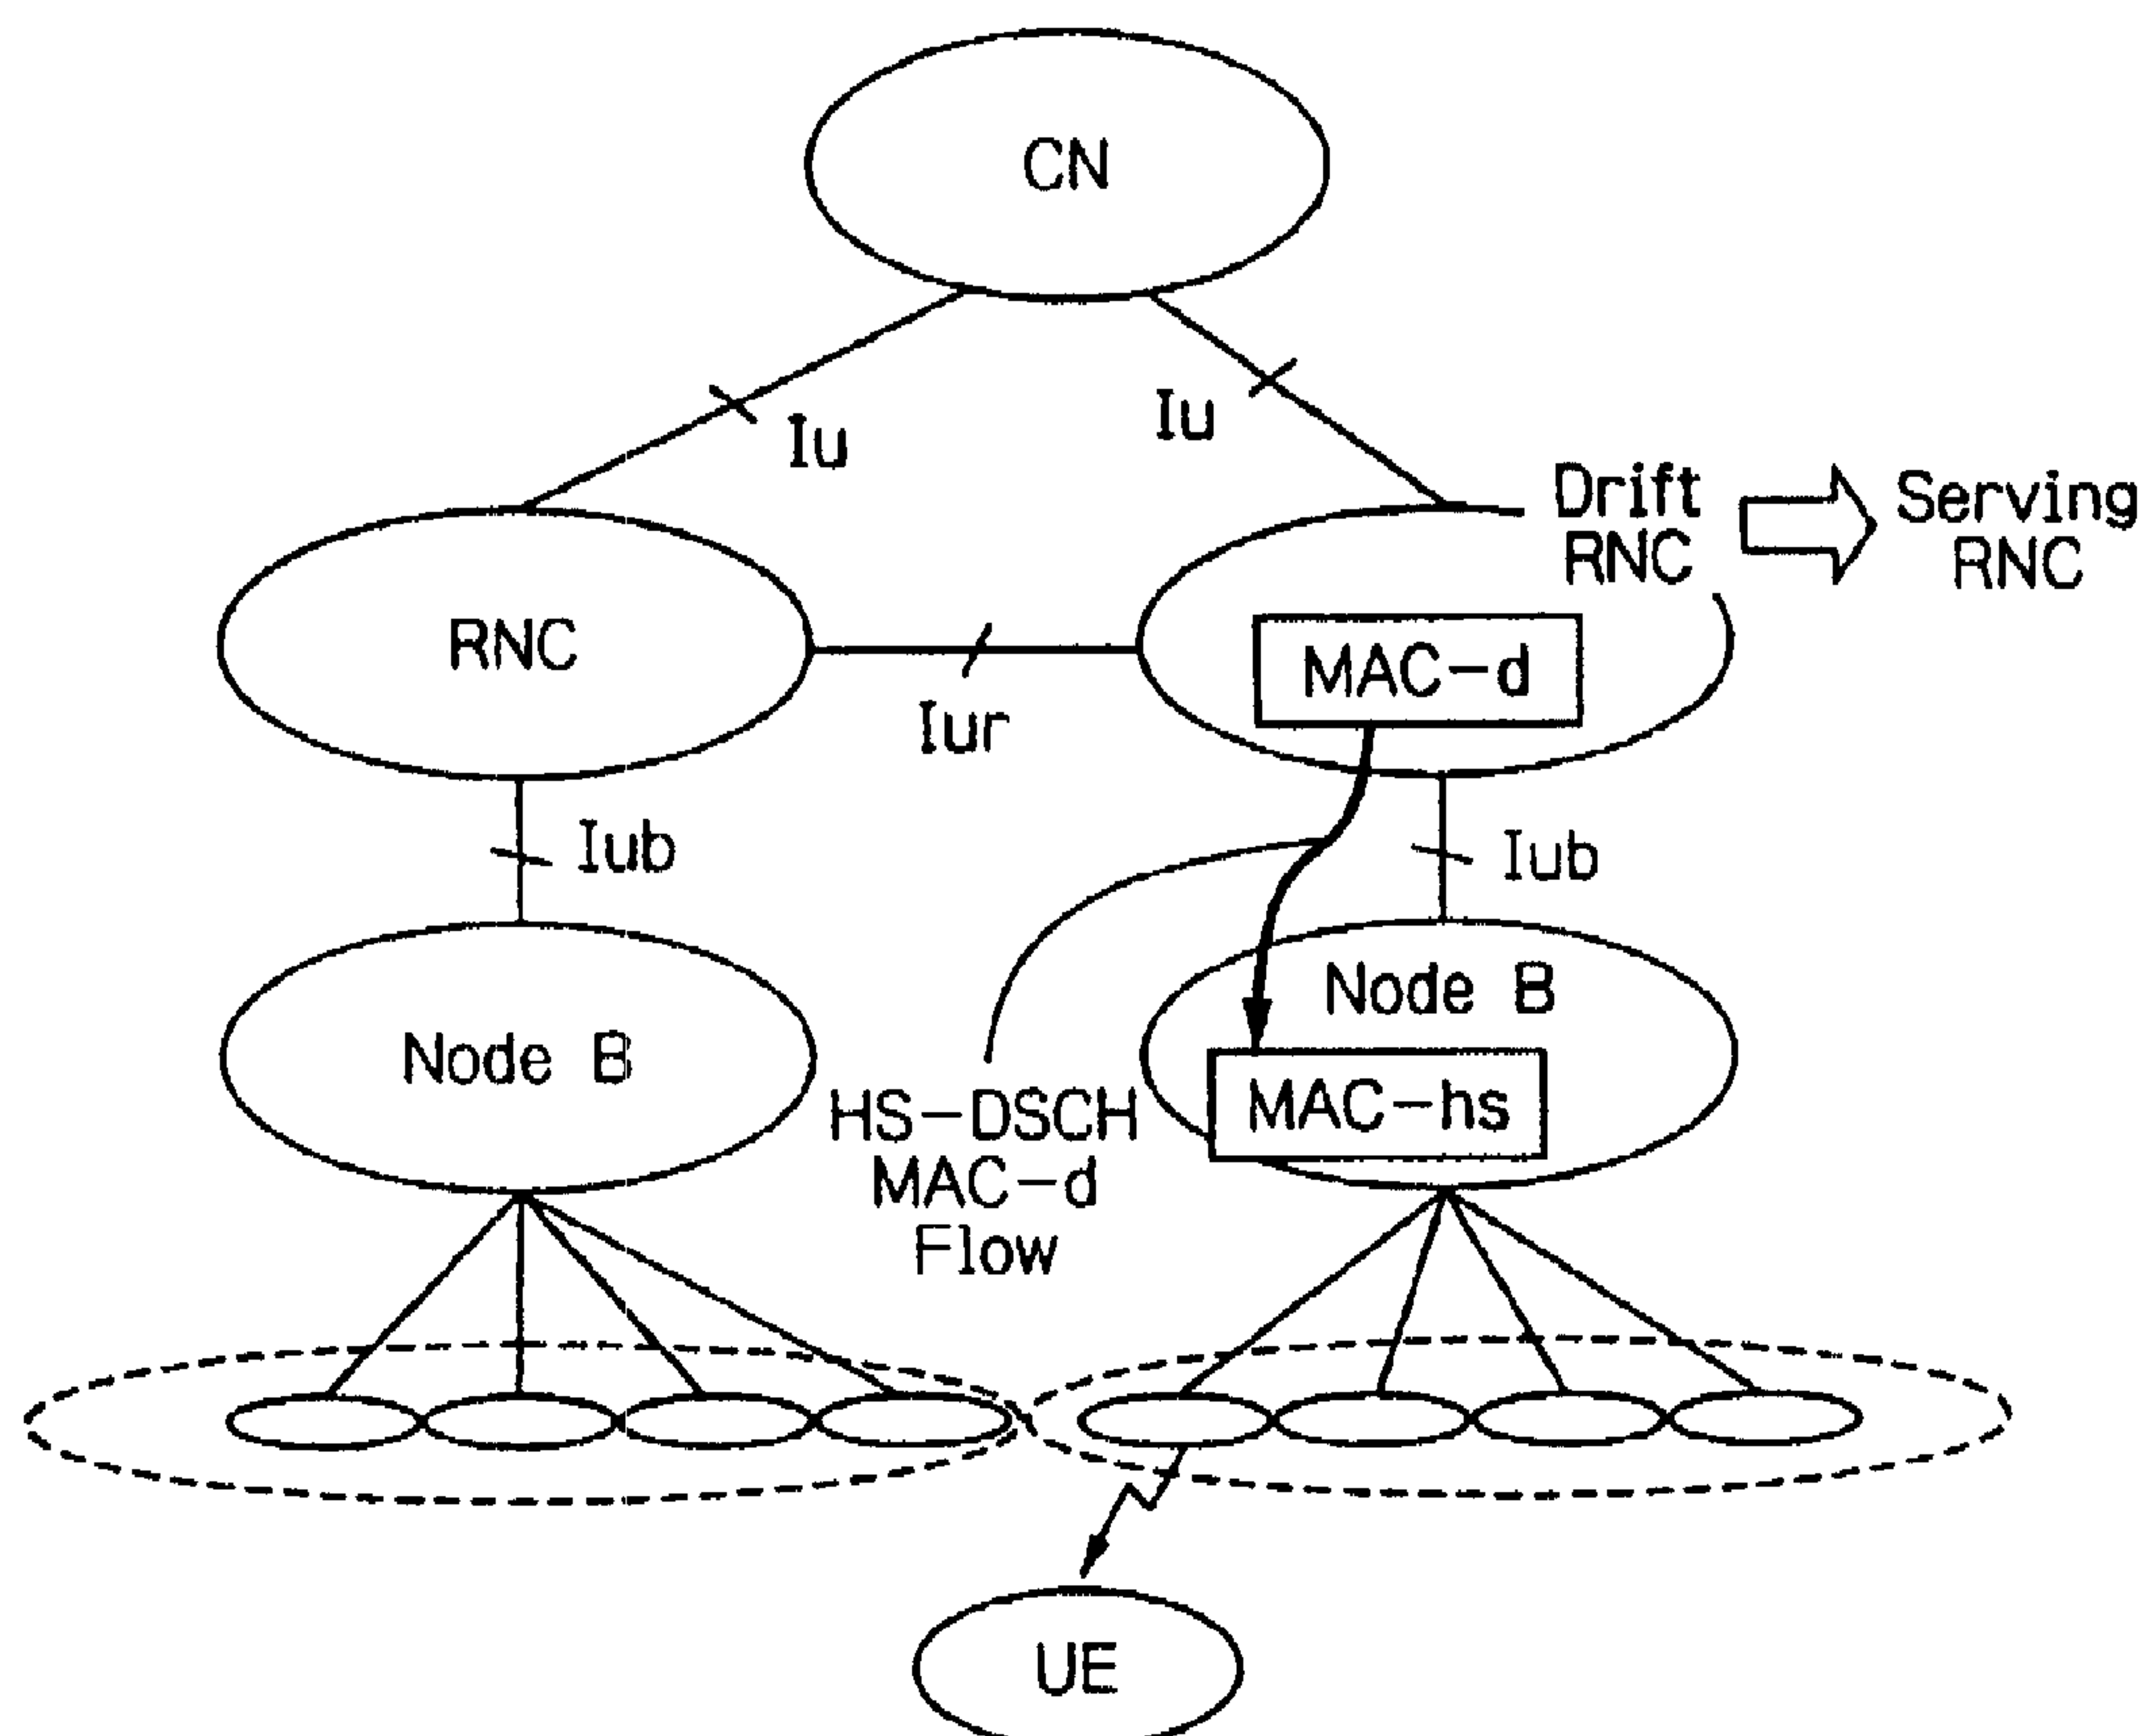 CN
Iu
Iu
Drift
RNC
Serving
RNC
RNC
MAC-d
Iur
Iub
Iub
Node B
Node B
HS-DSCH
MAC-d
Flow
MAC-hs
UE